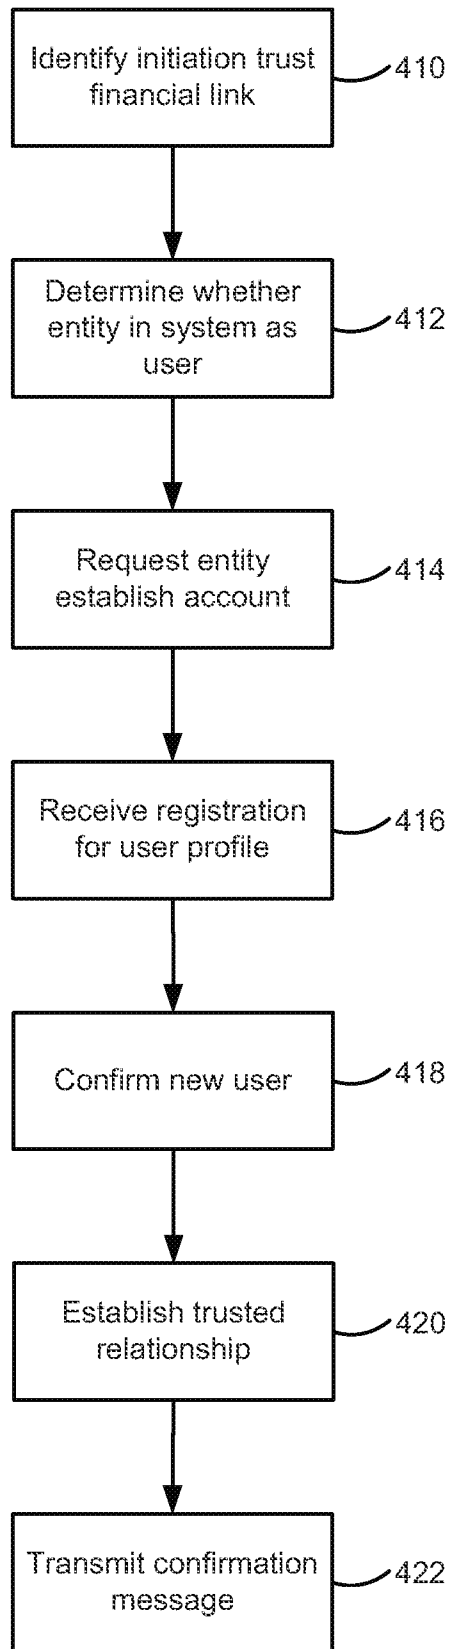 Identify initiation trust
financial link
410
Determine whether
entity in system as
user
412
Request entity
establish account
414
Receive registration
for user profile
416
Confirm new user
418
Establish trusted
relationship
420
Transmit confirmation
message
422